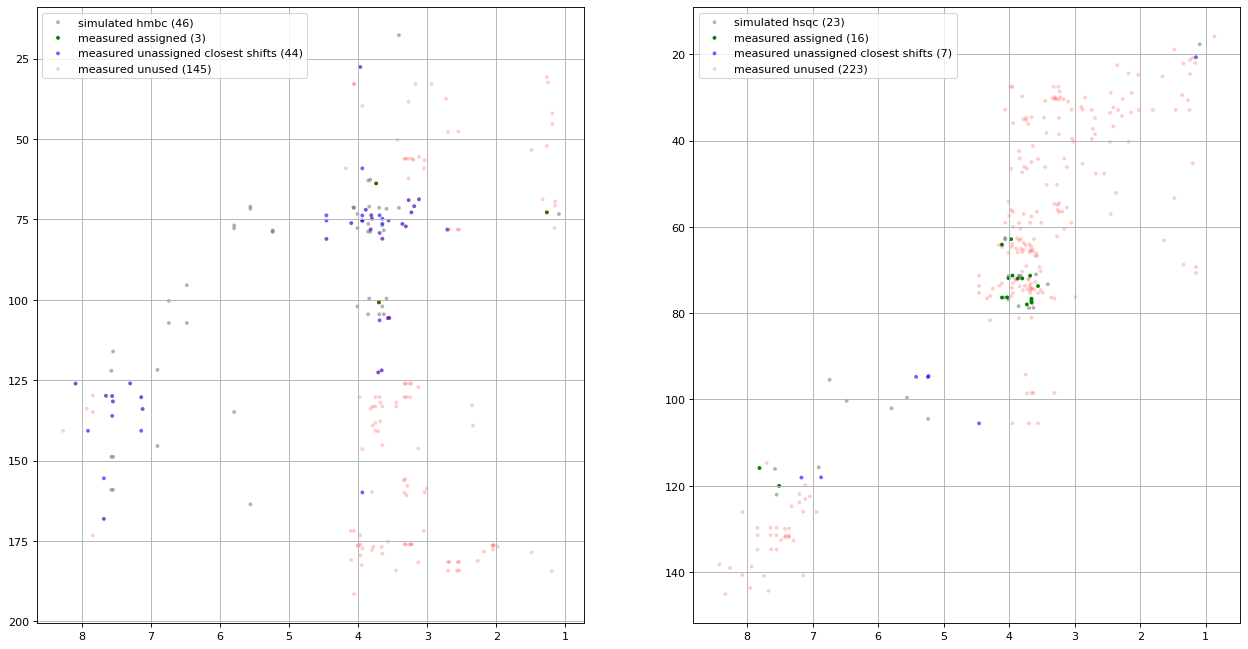 simulated hmbc (46)
measured assigned (3)
measured unassigned closest shifts (44)
measured unused (145)
25
50
75
100
125
150
175
200
8 7 6 5 4 3 2 1
simulated hsqc (23)
measured assigned (16)
measured unassigned closest shifts (7)
measured unused (223)
20
40
60
80
100
120
140
8 7 6 5 4 3 2 1